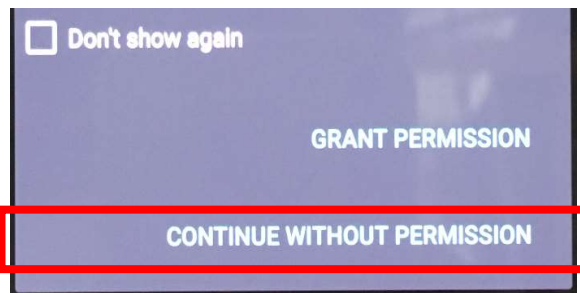 Don't show again
GRANT PERMISSION
CONTINUE WITHOUT PERMISSION